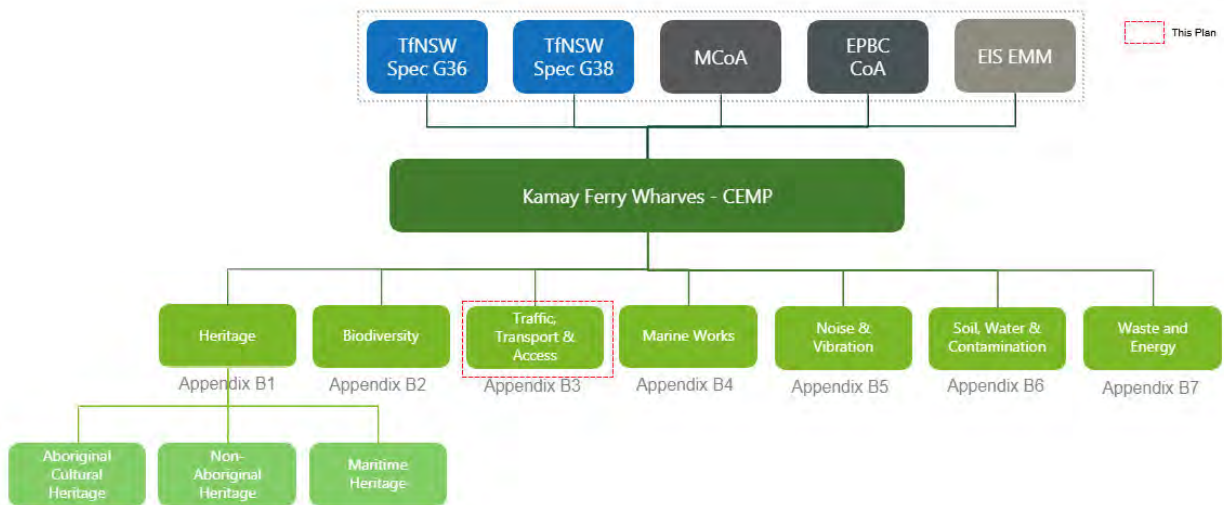 TfNSW
Spec G36
TfNSW
Spec G38
MCoA
EPBC
CoA
EIS EMM
This Plan
Kamay Ferry Wharves - CEMP
Heritage
Biodiversity
Traffic,
Transport &
Access
Marine Works
Noise &
Vibration
Soil, Water &
Contamination
Waste and
Energy
Appendix B1
Appendix B2
Appendix B3
Appendix B4
Appendix B5
Appendix B6
Appendix B7
Aboriginal
Cultural
Heritage
Non-
Aboriginal
Heritage
Maritime
Heritage